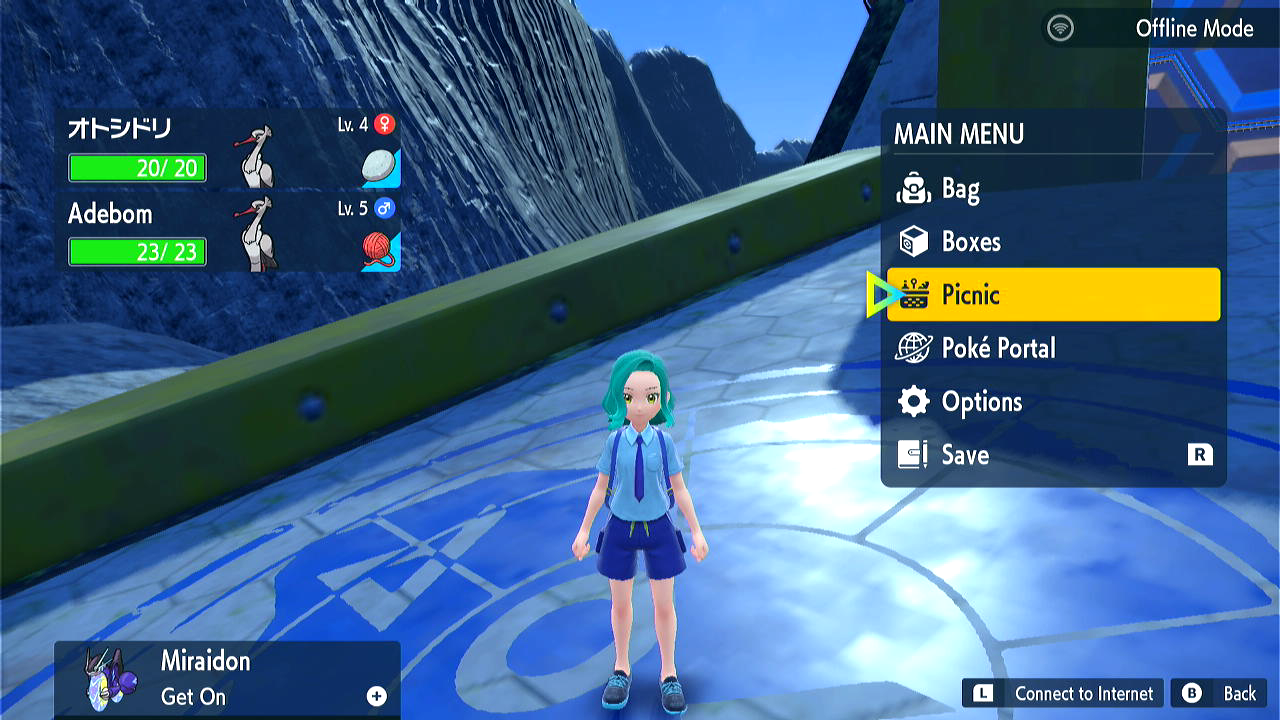 Offline Mode
オトシドリ Lv. 4 ♀
20/ 20
Adebom Lv. 5 ♂
23/ 23
MAIN MENU
Bag
Boxes
Picnic
Poké Portal
Options
Save R
Miraidon
Get On +
L Connect to Internet B Back